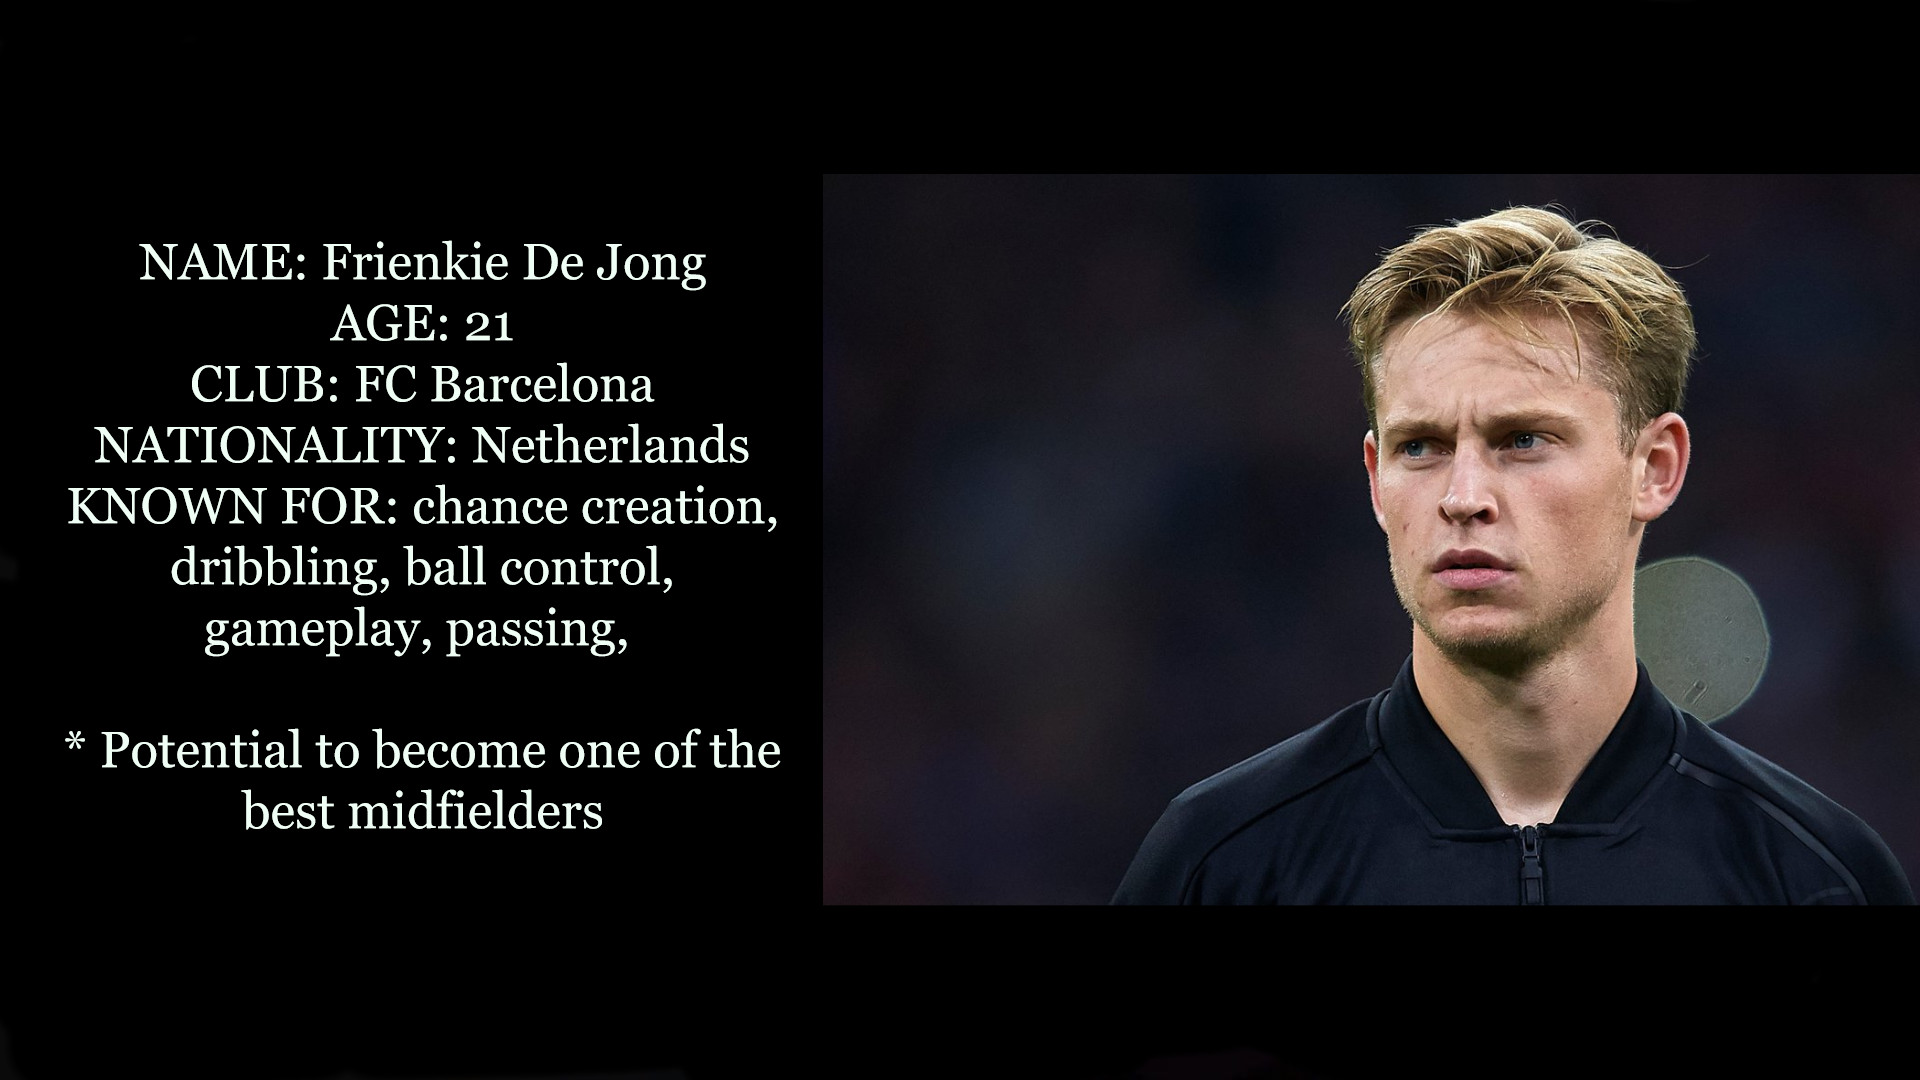 NAME: Frienkie De Jong
AGE: 21
CLUB: FC Barcelona
NATIONALITY: Netherlands
KNOWN FOR: chance creation,
dribbling, ball control,
gameplay, passing,
* Potential to become one of the
best midfielders